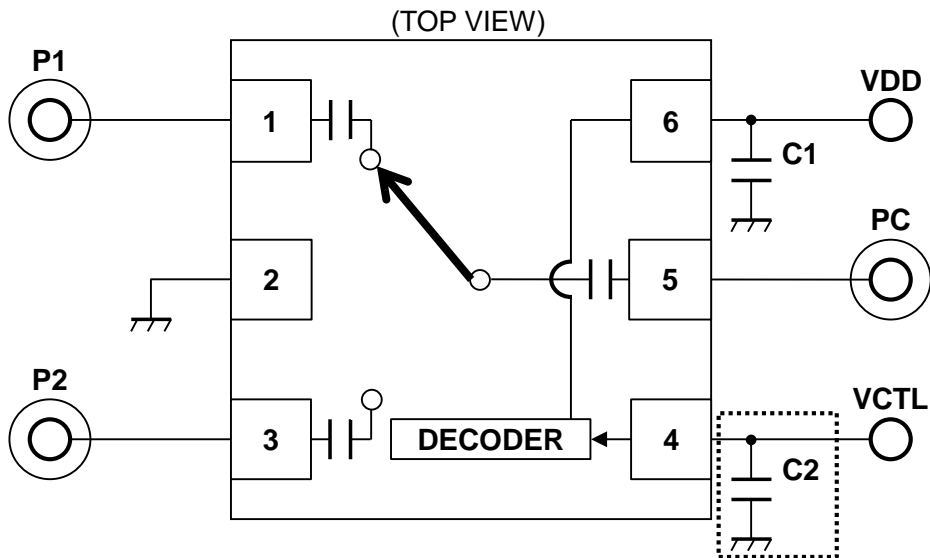 (TOP VIEW)
P1
VDD
1
6
C1
PC
2
5
P2
VCTL
3
DECODER
4
C2